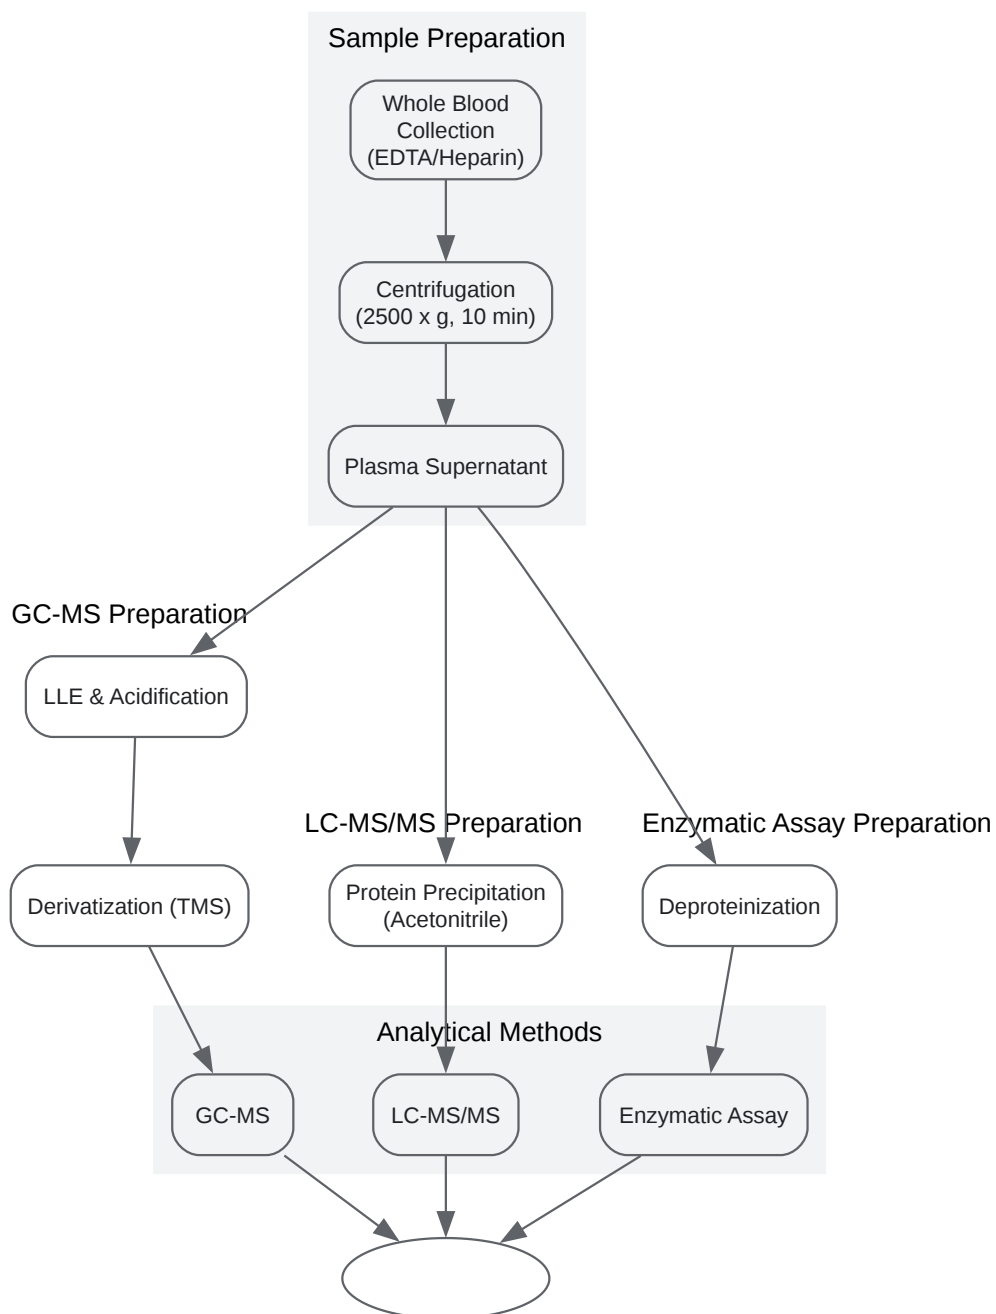 Sample Preparation
Whole Blood
Collection
(EDTA/Heparin)
Centrifugation
(2500 x g, 10 min)
Plasma Supernatant
GC-MS Preparation
LLE & Acidification
LC-MS/MS Preparation
Enzymatic Assay Preparation
Derivatization (TMS)
Protein Precipitation
(Acetonitrile)
Deproteinization
Analytical Methods
GC-MS
LC-MS/MS
Enzymatic Assay